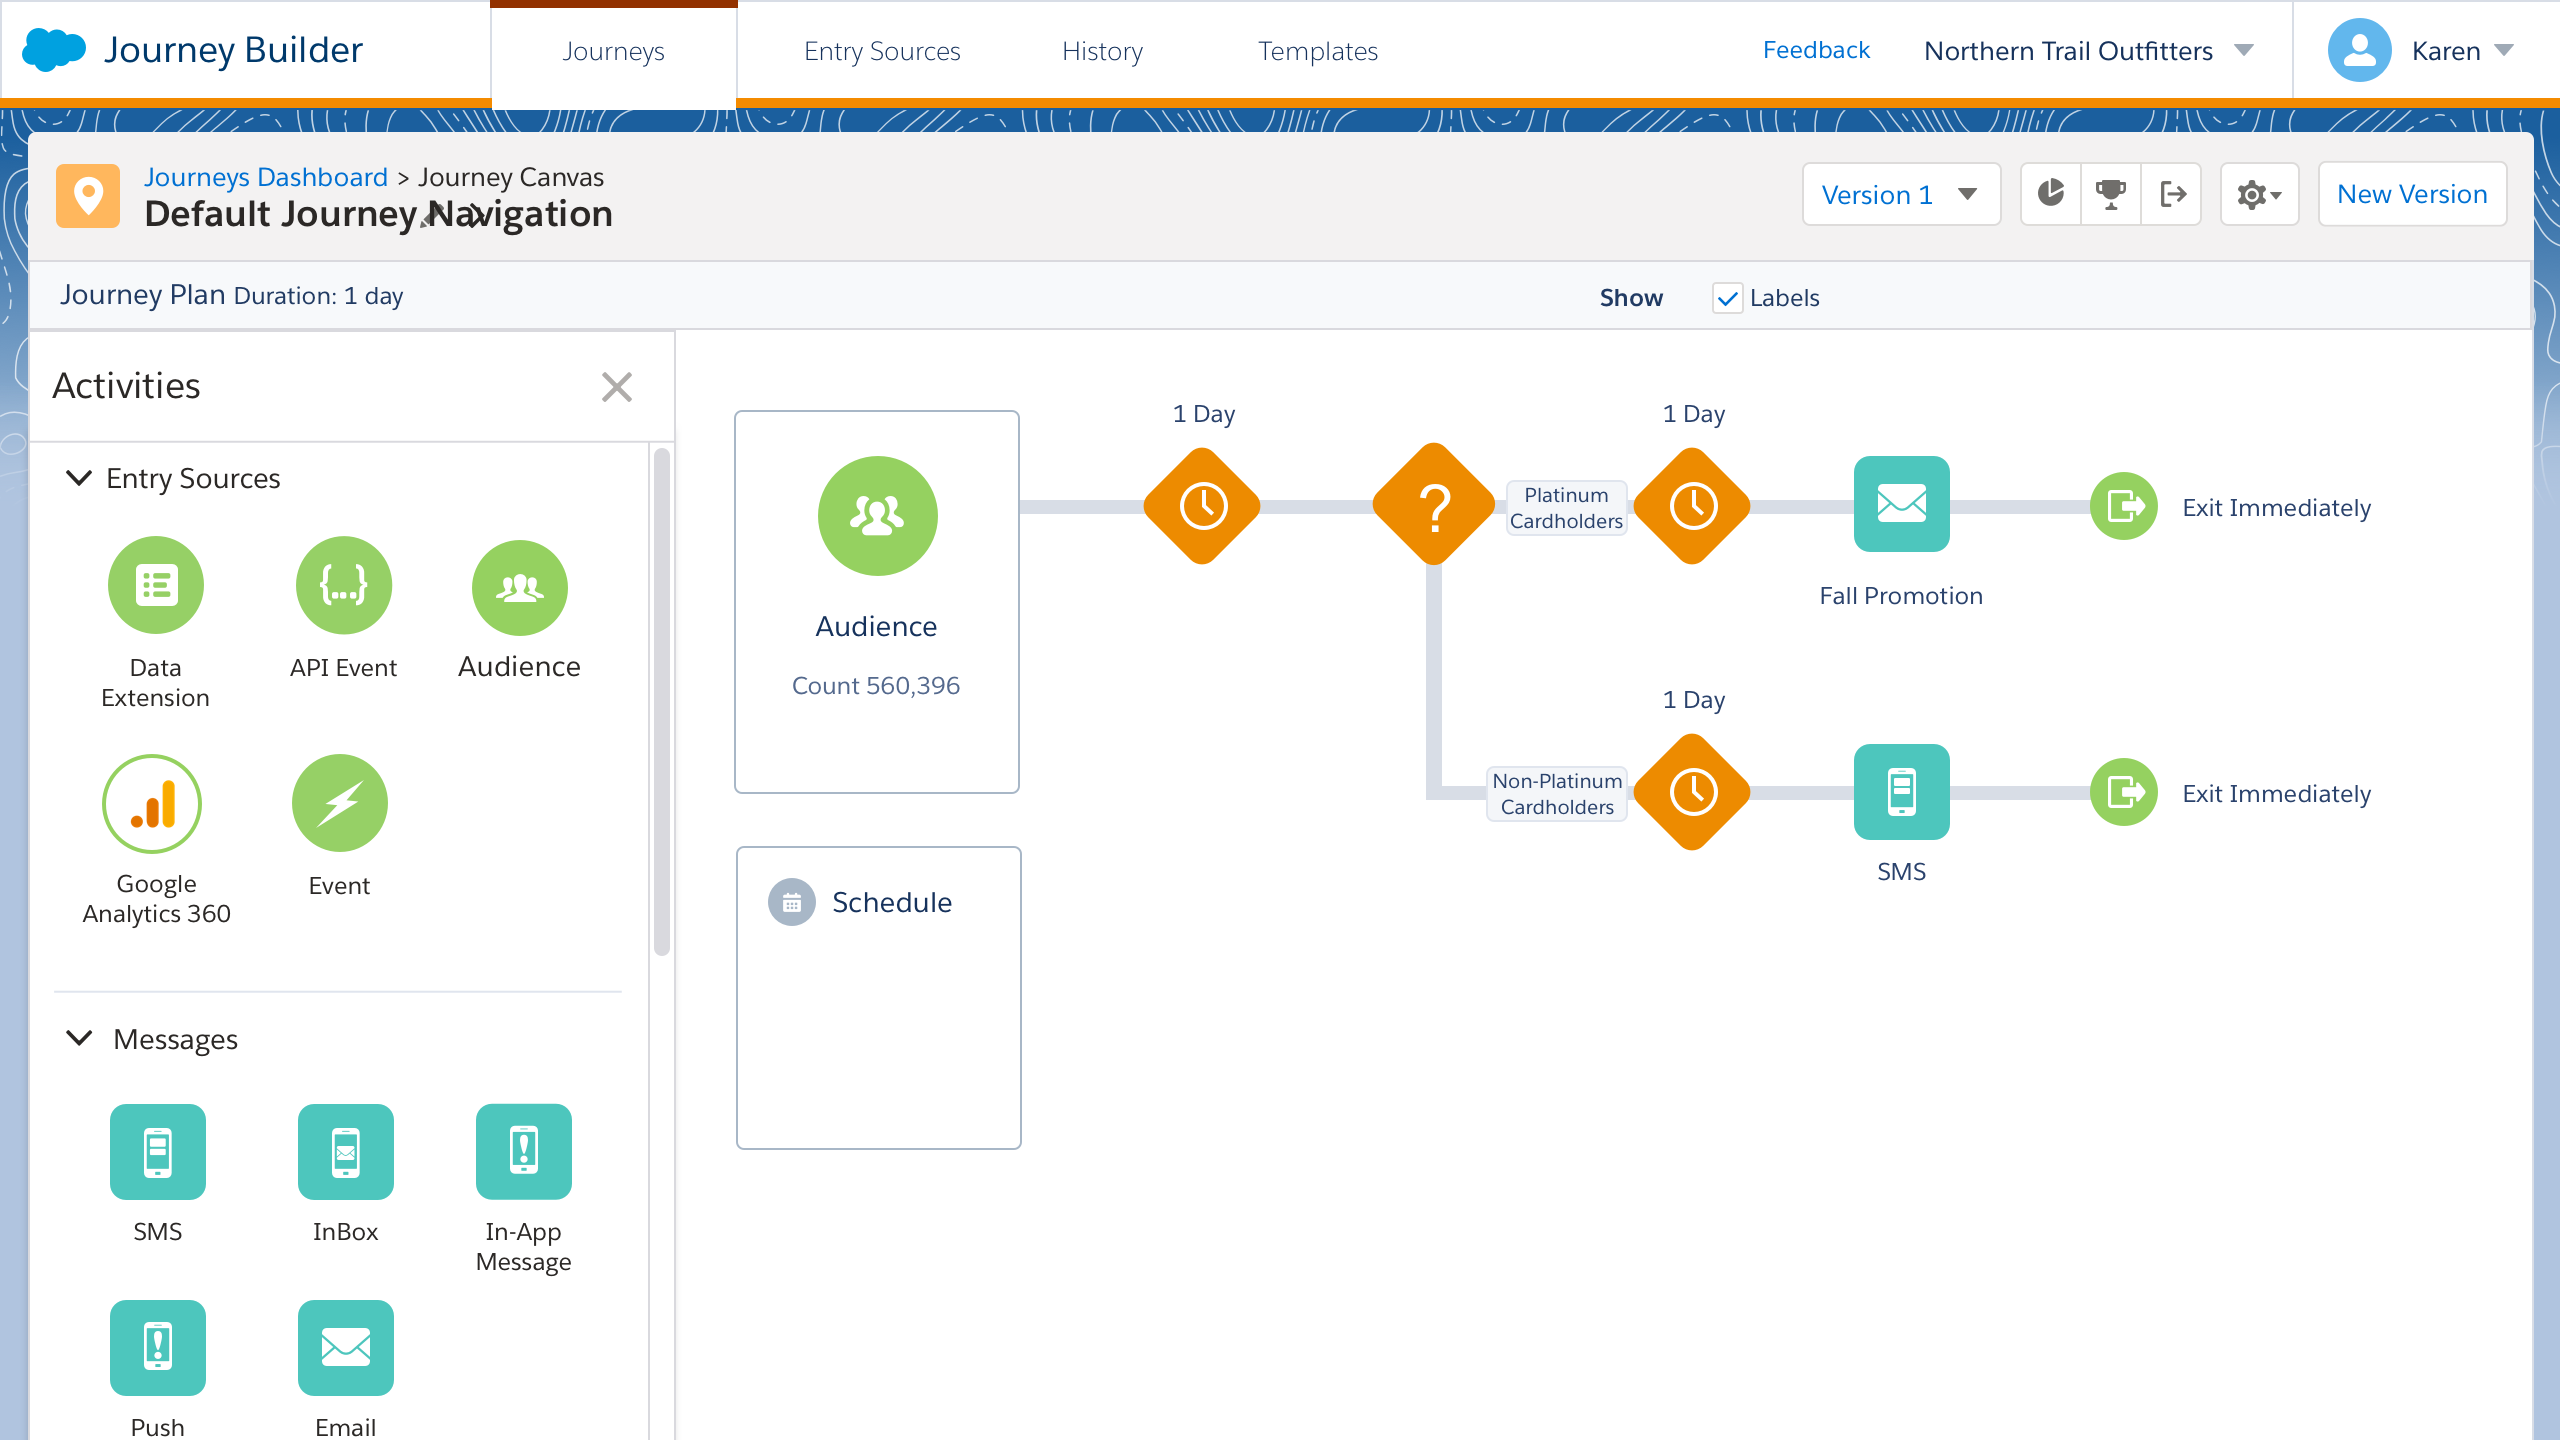 Journey Builder
Journeys
Entry Sources
History
Templates
Feedback
Northern Trail Outfitters
Karen
Journeys Dashboard > Journey Canvas
Default Journey Navigation
Version 1
New Version
Journey Plan Duration: 1 day
Show
Labels
Activities
Entry Sources
Data
Extension
API Event
Audience
Google
Analytics 360
Event
Messages
SMS
InBox
In-App
Message
Push
Email
Audience
Count 560,396
Schedule
1 Day
?
Platinum
Cardholders
1 Day
Fall Promotion
Exit Immediately
Non-Platinum
Cardholders
1 Day
SMS
Exit Immediately